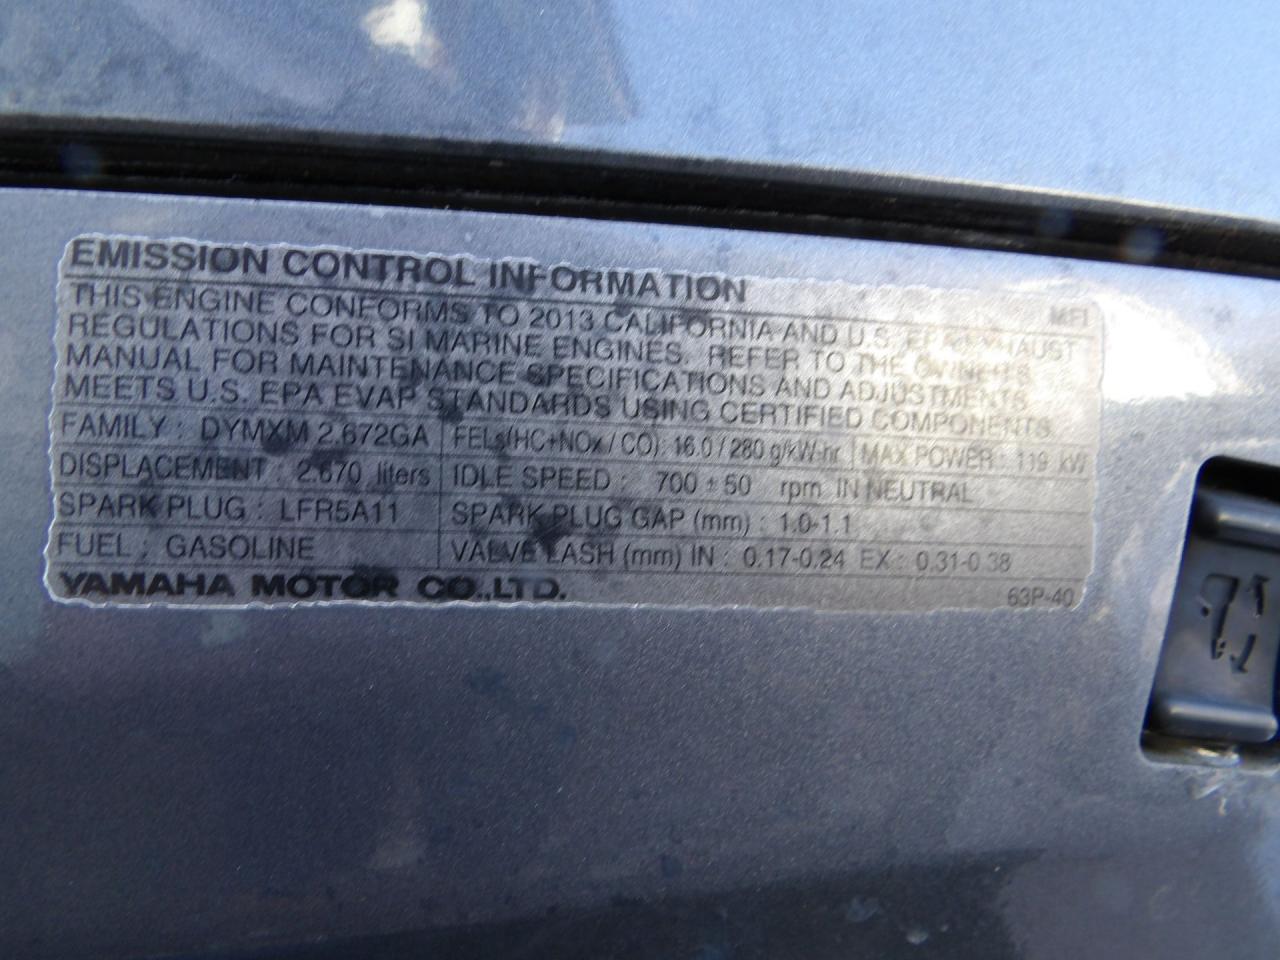 EMISSION CONTROL INFORMATION
MFI
THIS ENGINE CONFORMS TO 2013 CALIFORNIA AND U.S. EPA EXHAUST
REGULATIONS FOR SI MARINE ENGINES. REFER TO THE OWNER'S
MANUAL FOR MAINTENANCE SPECIFICATIONS AND ADJUSTMENTS.
MEETS U.S. EPA EVAP STANDARDS USING CERTIFIED COMPONENTS.
FAMILY : DYMXM 2.672GA FELs(HC+NOx / CO): 16.0 / 280 g/kW-hr MAX POWER : 119 kW
DISPLACEMENT : 2.670 liters IDLE SPEED : 700 ± 50 rpm IN NEUTRAL
SPARK PLUG : LFR5A11 SPARK PLUG GAP (mm) : 1.0-1.1
FUEL : GASOLINE VALVE LASH (mm) IN : 0.17-0.24 EX : 0.31-0.38
YAMAHA MOTOR CO.,LTD. 63P-40